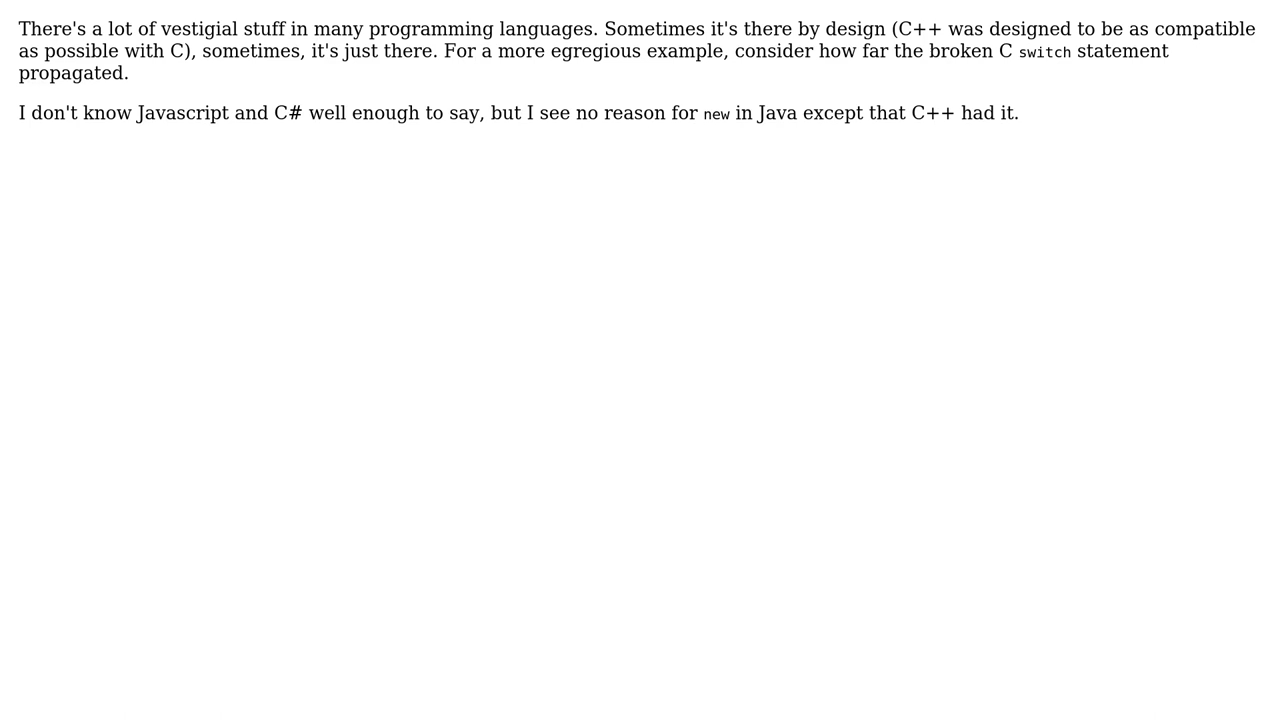 There's a lot of vestigial stuff in many programming languages. Sometimes it's there by design (C++ was designed to be as compatible
as possible with C), sometimes, it's just there. For a more egregious example, consider how far the broken C switch statement
propagated.
I don't know Javascript and C# well enough to say, but I see no reason for new in Java except that C++ had it.